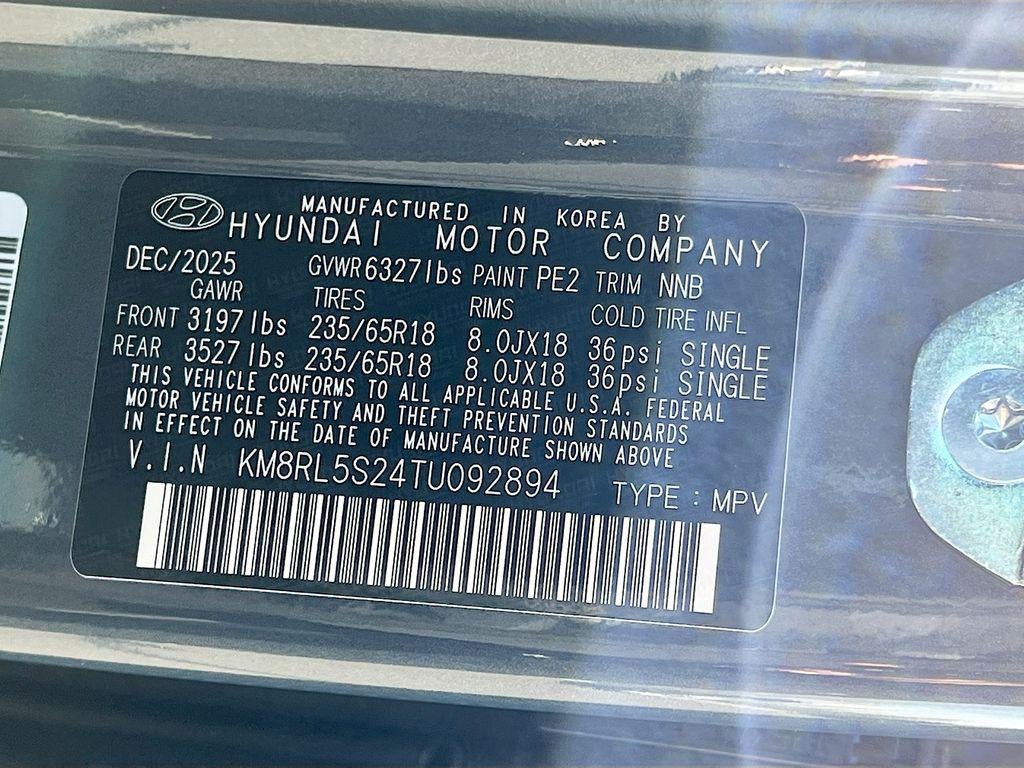 MANUFACTURED IN KOREA BY
HYUNDAI MOTOR COMPANY
DEC/2025 GVWR 6327lbs PAINT PE2 TRIM NNB
GAWR TIRES RIMS COLD TIRE INFL
FRONT 3197lbs 235/65R18 8.0JX18 36psi SINGLE
REAR 3527lbs 235/65R18 8.0JX18 36psi SINGLE
THIS VEHICLE CONFORMS TO ALL APPLICABLE U.S.A. FEDERAL
MOTOR VEHICLE SAFETY AND THEFT PREVENTION STANDARDS
IN EFFECT ON THE DATE OF MANUFACTURE SHOWN ABOVE
V.I.N KM8RL5S24TU092894 TYPE : MPV